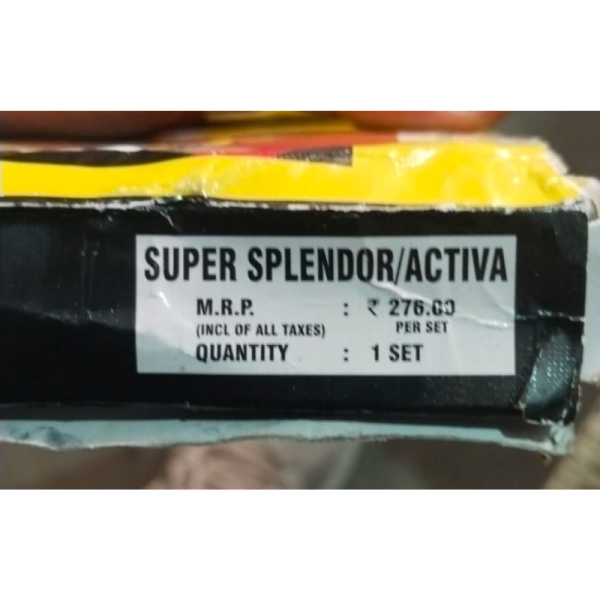 SUPER SPLENDOR/ACTIVA
M.R.P. : ₹ 276.00
(INCL OF ALL TAXES) PER SET
QUANTITY : 1 SET